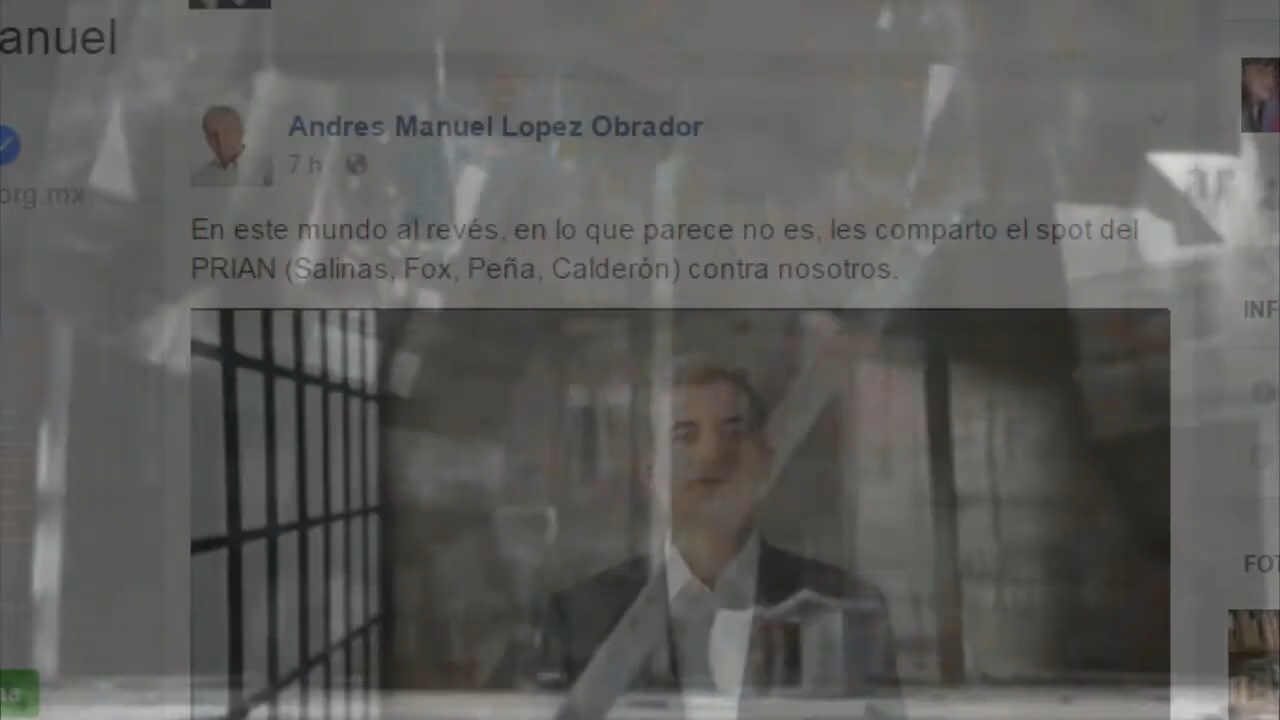 anuel
Andres Manuel Lopez Obrador
7 h
org.mx
En este mundo al revés, en lo que parece no es, les comparto el spot del
PRIAN (Salinas, Fox, Peña, Calderón) contra nosotros.
INF
FOT